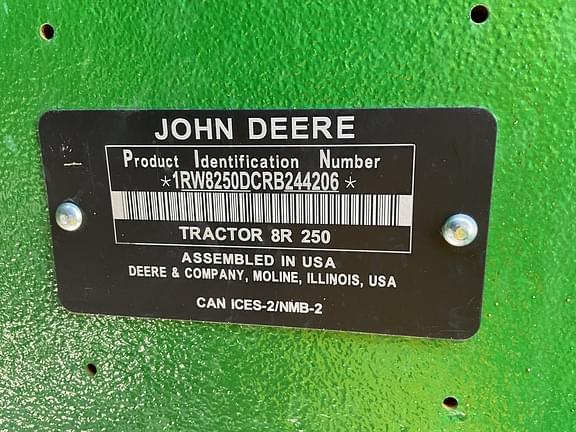 JOHN DEERE
Product Identification Number
*1RW8250DCRB244206*
TRACTOR 8R 250
ASSEMBLED IN USA
DEERE & COMPANY, MOLINE, ILLINOIS, USA
CAN ICES-2/NMB-2